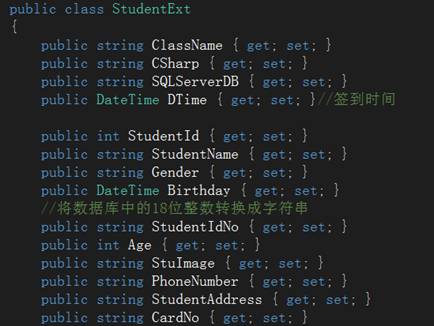 public class StudentExt
{
public string ClassName { get; set; }
public string CSharp { get; set; }
public string SQLServerDB { get; set; }
public DateTime DTime { get; set; }//签到时间
public int StudentId { get; set; }
public string StudentName { get; set; }
public string Gender { get; set; }
public DateTime Birthday { get; set; }
//将数据库中的18位整数转换成字符串
public string StudentIdNo { get; set; }
public int Age { get; set; }
public string StuImage { get; set; }
public string PhoneNumber { get; set; }
public string StudentAddress { get; set; }
public string CardNo { get; set; }